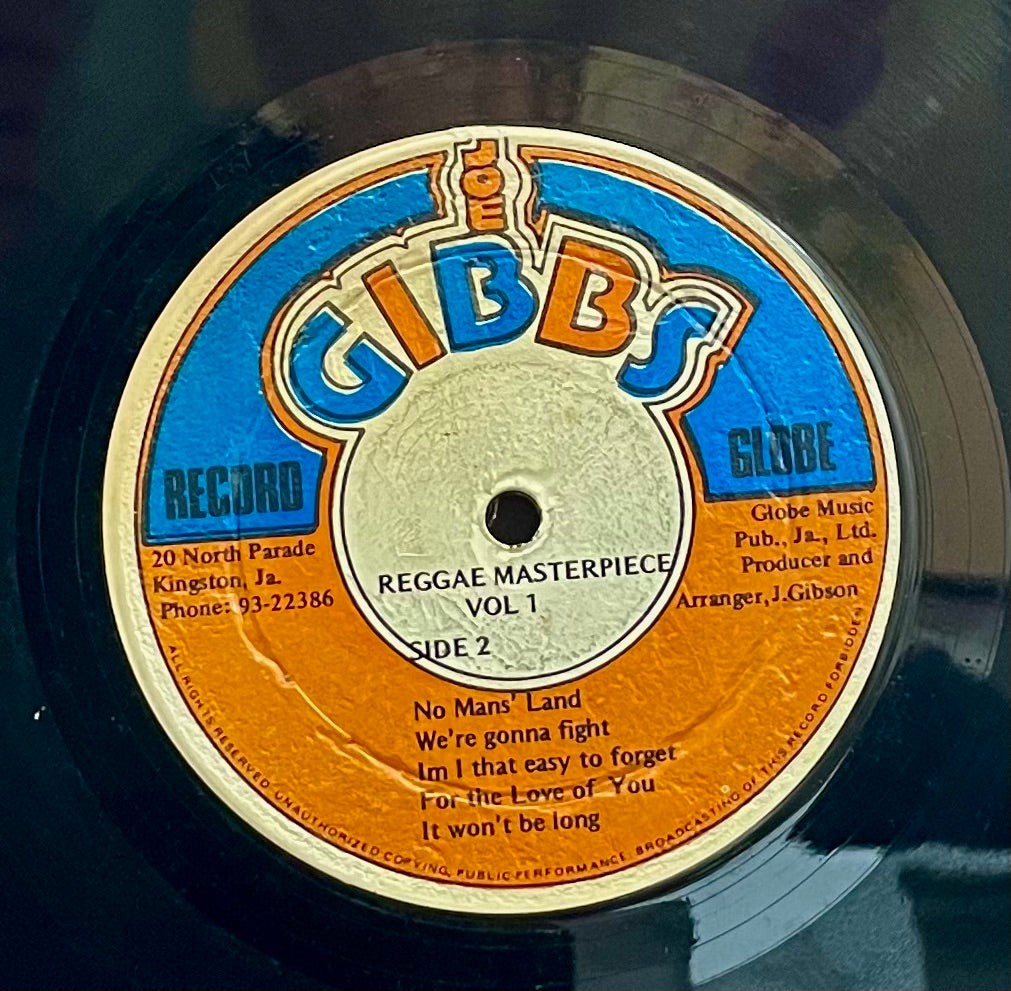 JOE
GIBBS
RECORD
GLOBE
20 North Parade
Kingston, Ja.
Phone: 93-22386
Globe Music
Pub., Ja., Ltd.
Producer and
Arranger, J.Gibson
REGGAE MASTERPIECE
VOL 1
SIDE 2
No Mans' Land
We're gonna fight
Im I that easy to forget
For the Love of You
It won't be long
ALL RIGHTS RESERVED UNAUTHORIZED COPYING, PUBLIC PERFORMANCE, BROADCASTING OF THIS RECORD FORBIDDEN